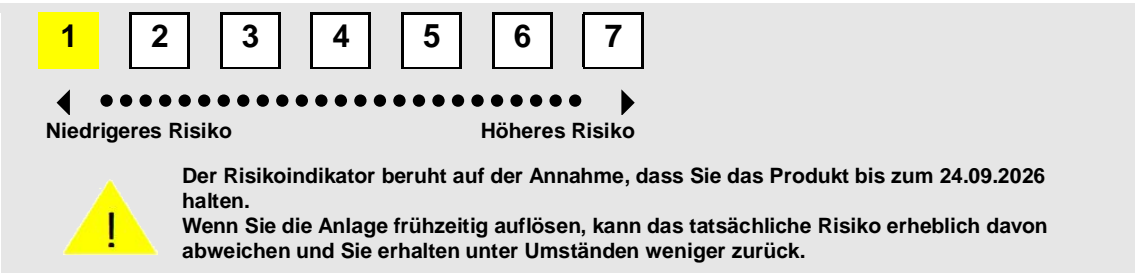 1 2 3 4 5 6 7
Niedrigeres Risiko Höheres Risiko
Der Risikoindikator beruht auf der Annahme, dass Sie das Produkt bis zum 24.09.2026
halten.
Wenn Sie die Anlage frühzeitig auflösen, kann das tatsächliche Risiko erheblich davon
abweichen und Sie erhalten unter Umständen weniger zurück.
!